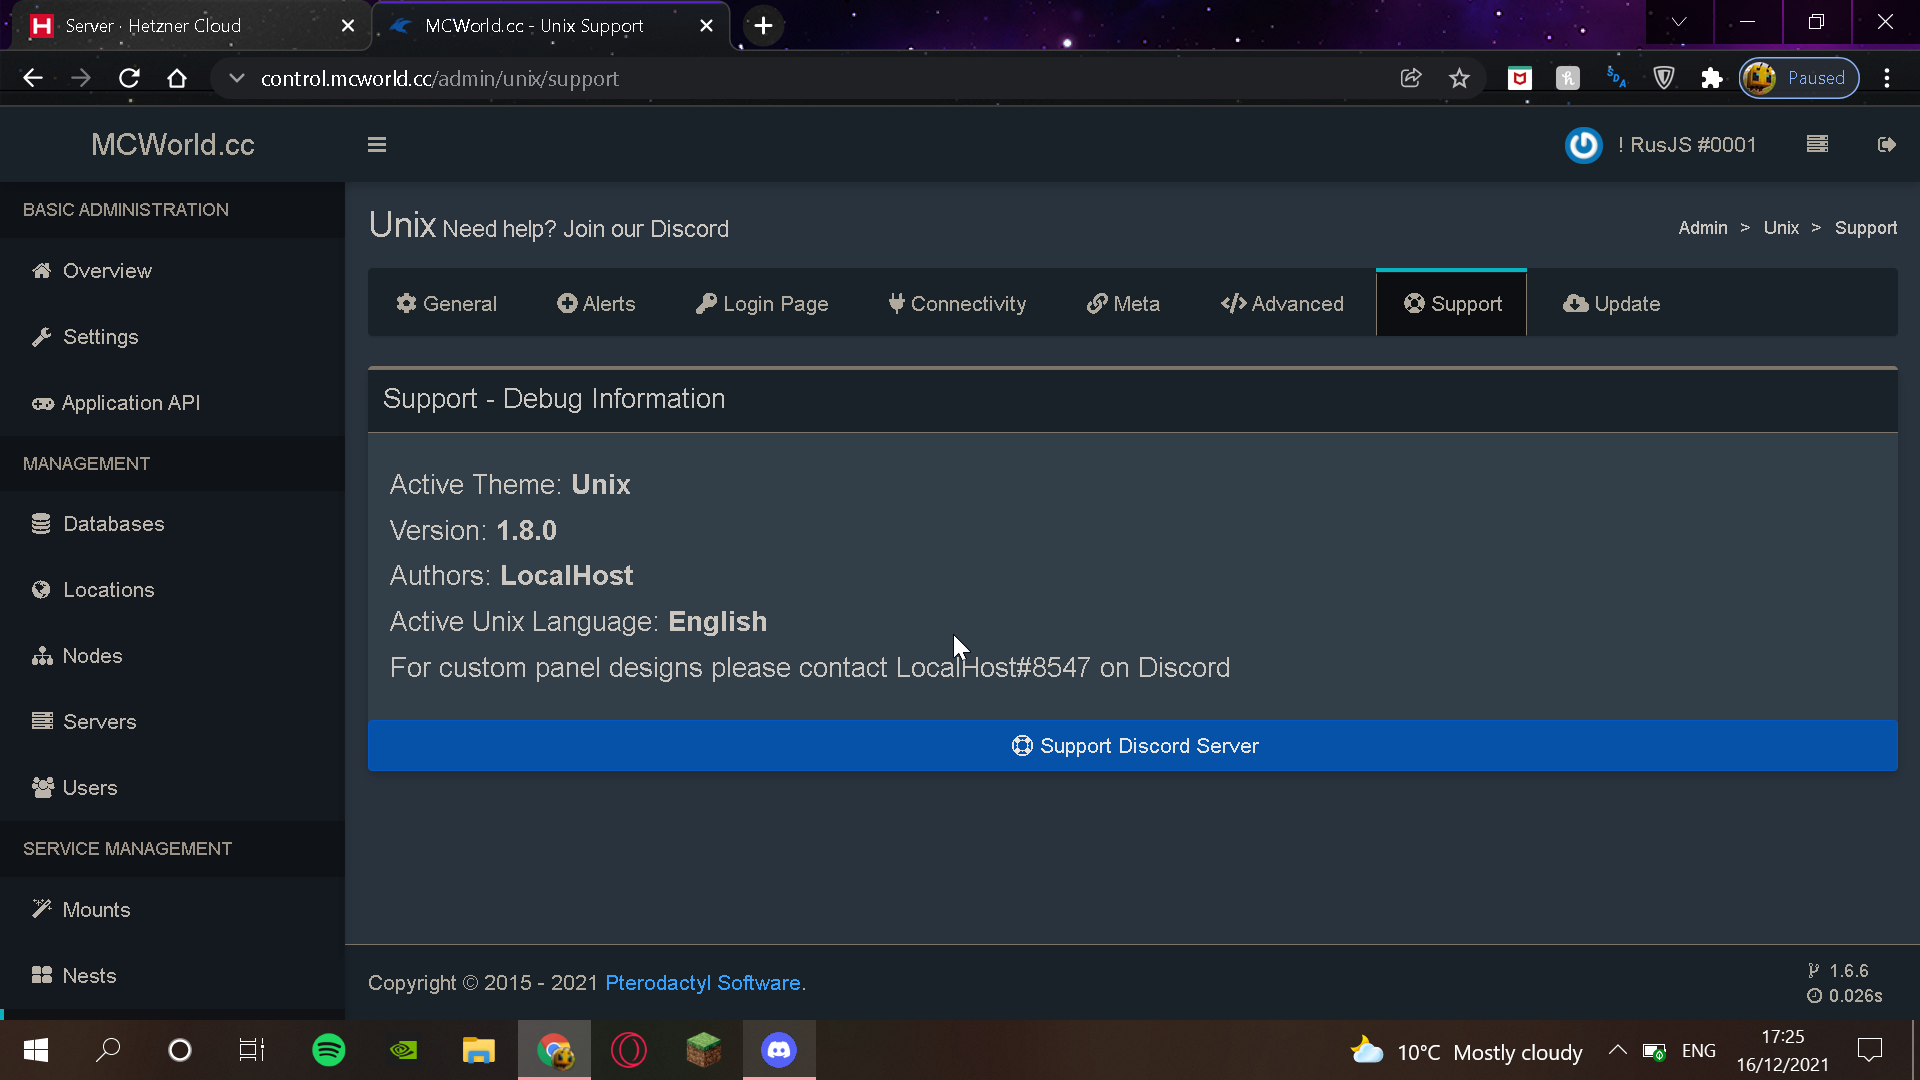 Server · Hetzner Cloud
MCWorld.cc - Unix Support
control.mcworld.cc/admin/unix/support
Paused
MCWorld.cc
! RusJS #0001
BASIC ADMINISTRATION
Overview
Settings
Application API
MANAGEMENT
Databases
Locations
Nodes
Servers
Users
SERVICE MANAGEMENT
Mounts
Nests
Unix Need help? Join our Discord
Admin > Unix > Support
General Alerts Login Page Connectivity Meta Advanced Support Update
Support - Debug Information
Active Theme: Unix
Version: 1.8.0
Authors: LocalHost
Active Unix Language: English
For custom panel designs please contact LocalHost#8547 on Discord
Support Discord Server
Copyright © 2015 - 2021 Pterodactyl Software.
1.6.6
0.026s
10°C Mostly cloudy
ENG
17:25
16/12/2021